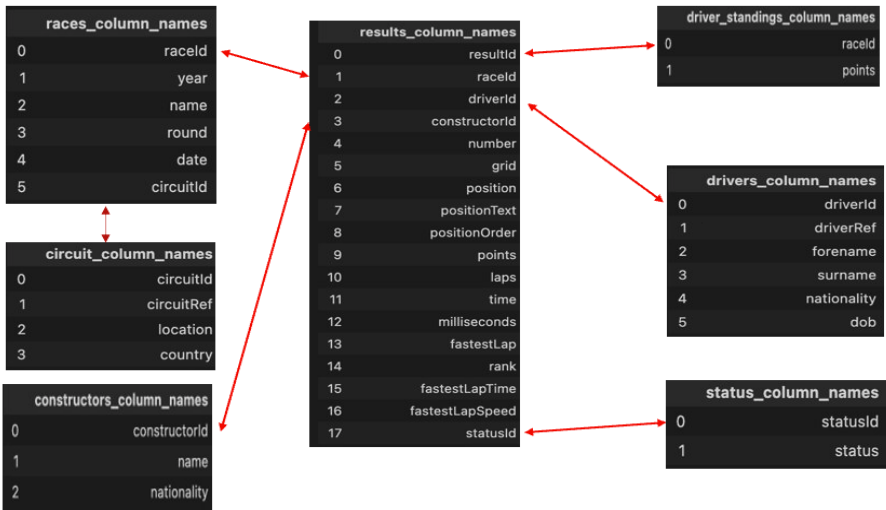 races_column_names
0 raceId
1 year
2 name
3 round
4 date
5 circuitId
circuit_column_names
0 circuitId
1 circuitRef
2 location
3 country
constructors_column_names
0 constructorId
1 name
2 nationality
results_column_names
0 resultId
1 raceId
2 driverId
3 constructorId
4 number
5 grid
6 position
7 positionText
8 positionOrder
9 points
10 laps
11 time
12 milliseconds
13 fastestLap
14 rank
15 fastestLapTime
16 fastestLapSpeed
17 statusId
driver_standings_column_names
0 raceId
1 points
drivers_column_names
0 driverId
1 driverRef
2 forename
3 surname
4 nationality
5 dob
status_column_names
0 statusId
1 status